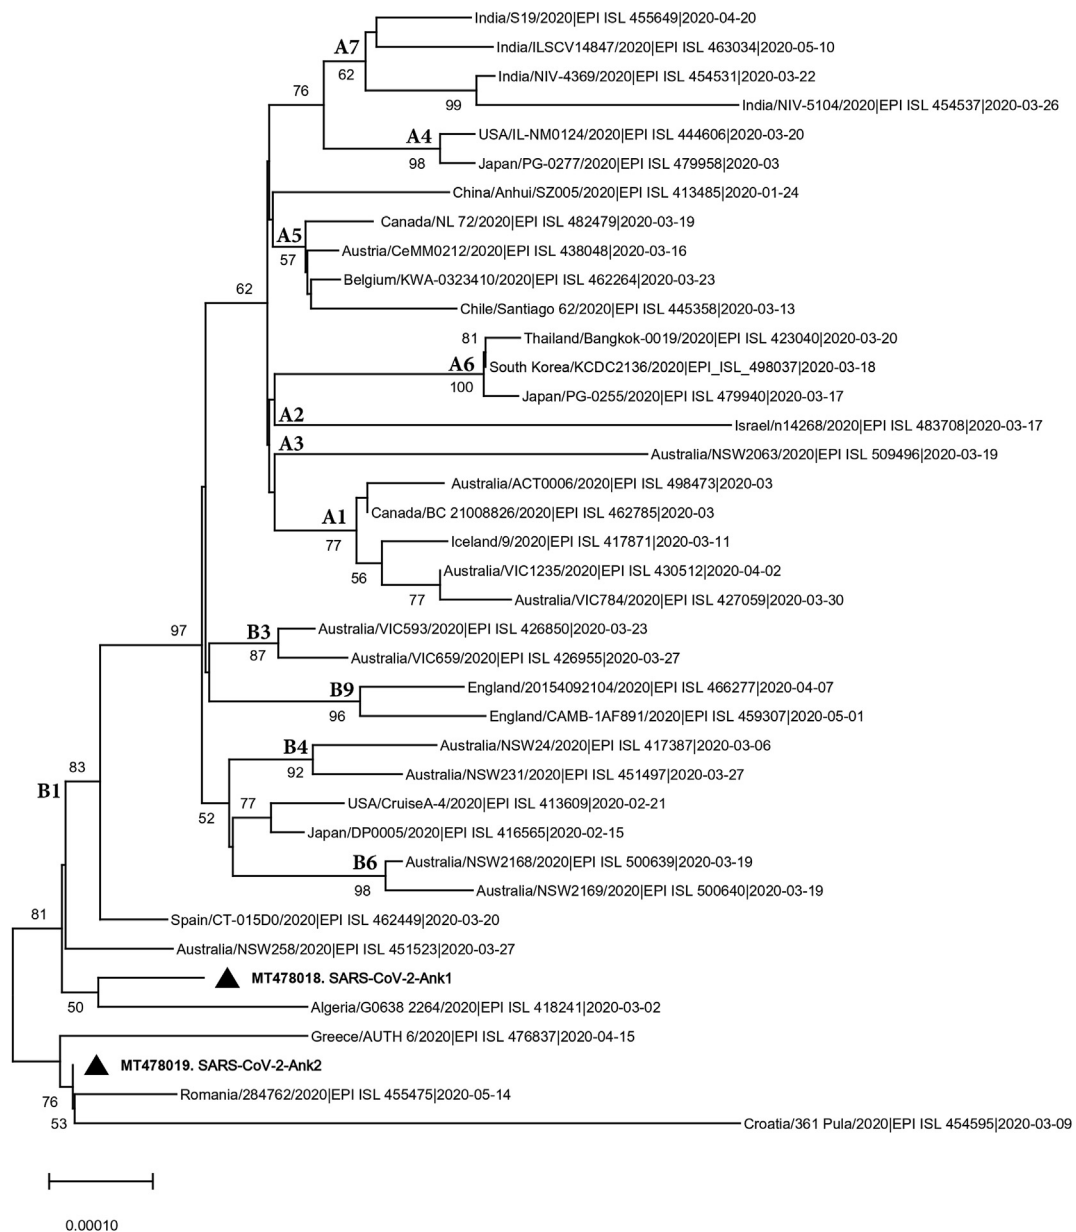 India/S19/2020|EPI ISL 455649|2020-04-20
A7
India/ILSCV14847/2020|EPI ISL 463034|2020-05-10
62
India/NIV-4369/2020|EPI ISL 454531|2020-03-22
76
99
India/NIV-5104/2020|EPI ISL 454537|2020-03-26
A4
USA/IL-NM0124/2020|EPI ISL 444606|2020-03-20
98
Japan/PG-0277/2020|EPI ISL 479958|2020-03
China/Anhui/SZ005/2020|EPI ISL 413485|2020-01-24
Canada/NL 72/2020|EPI ISL 482479|2020-03-19
A5
Austria/CeMM0212/2020|EPI ISL 438048|2020-03-16
57
Belgium/KWA-0323410/2020|EPI ISL 462264|2020-03-23
62
Chile/Santiago 62/2020|EPI ISL 445358|2020-03-13
81
Thailand/Bangkok-0019/2020|EPI ISL 423040|2020-03-20
A6
South Korea/KCDC2136/2020|EPI_ISL_498037|2020-03-18
100
Japan/PG-0255/2020|EPI ISL 479940|2020-03-17
A2
Israel/n14268/2020|EPI ISL 483708|2020-03-17
A3
Australia/NSW2063/2020|EPI ISL 509496|2020-03-19
Australia/ACT0006/2020|EPI ISL 498473|2020-03
A1
Canada/BC 21008826/2020|EPI ISL 462785|2020-03
77
Iceland/9/2020|EPI ISL 417871|2020-03-11
56
Australia/VIC1235/2020|EPI ISL 430512|2020-04-02
77
Australia/VIC784/2020|EPI ISL 427059|2020-03-30
97
B3
Australia/VIC593/2020|EPI ISL 426850|2020-03-23
87
Australia/VIC659/2020|EPI ISL 426955|2020-03-27
B9
England/20154092104/2020|EPI ISL 466277|2020-04-07
96
England/CAMB-1AF891/2020|EPI ISL 459307|2020-05-01
B4
Australia/NSW24/2020|EPI ISL 417387|2020-03-06
92
Australia/NSW231/2020|EPI ISL 451497|2020-03-27
83
B1
77
USA/CruiseA-4/2020|EPI ISL 413609|2020-02-21
52
Japan/DP0005/2020|EPI ISL 416565|2020-02-15
B6
Australia/NSW2168/2020|EPI ISL 500639|2020-03-19
98
Australia/NSW2169/2020|EPI ISL 500640|2020-03-19
81
Spain/CT-015D0/2020|EPI ISL 462449|2020-03-20
Australia/NSW258/2020|EPI ISL 451523|2020-03-27
MT478018. SARS-CoV-2-Ank1
50
Algeria/G0638 2264/2020|EPI ISL 418241|2020-03-02
Greece/AUTH 6/2020|EPI ISL 476837|2020-04-15
MT478019. SARS-CoV-2-Ank2
76
Romania/284762/2020|EPI ISL 455475|2020-05-14
53
Croatia/361 Pula/2020|EPI ISL 454595|2020-03-09
0.00010